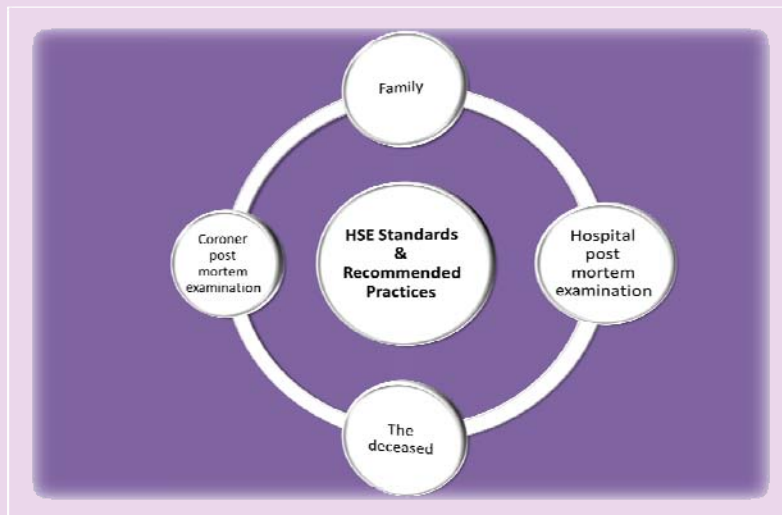 Family
Coroner
post
mortem
examination
HSE Standards
&
Recommended
Practices
Hospital
post
mortem
examination
The
deceased